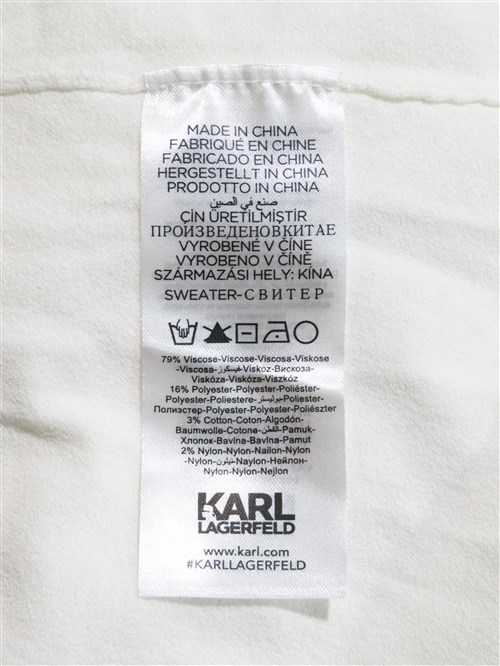 MADE IN CHINA
FABRIQUÉ EN CHINE
FABRICADO EN CHINA
HERGESTELLT IN CHINA
PRODOTTO IN CHINA
صنع في الصين
ÇİN ÜRETİLMİŞTİR
ПРОИЗВЕДЕНОВКИТАЕ
VYROBENÉ V ČÍNE
VYROBENO V ČÍNĚ
SZÁRMAZÁSI HELY: KÍNA
SWEATER-СВИТЕР
79% Viscose-Viscose-Viscosa-Viskose
-Viscosa-فيسكوز-Viskoz-Вискоза-
Viskóza-Viskóza-Viszkóz
16% Polyester-Polyester-Poliéster-
Polyester-Poliestere-بوليستر-Poliester-
Полиэстер-Polyester-Polyester-Poliészter
3% Cotton-Coton-Algodón-
Baumwolle-Cotone-القطن-Pamuk-
Хлопок-Bavlna-Bavlna-Pamut
2% Nylon-Nylon-Nailon-Nylon
-Nylon-نايلون-Naylon-Нейлон-
Nylon-Nylon-Nejlon
KARL
LAGERFELD
www.karl.com
#KARLLAGERFELD